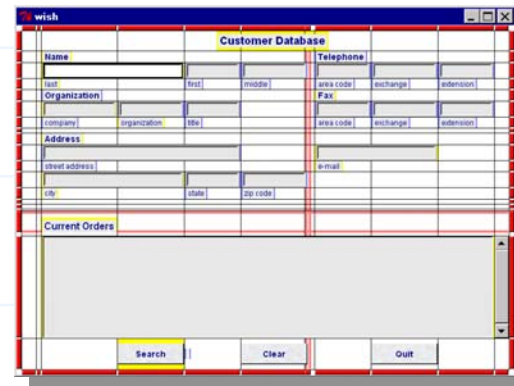 wish
Customer Database
Name Telephone
last first middle area code exchange extension
Organization Fax
company organization title area code exchange extension
Address
street address e-mail
city state zip code
Current Orders
Search Clear Quit